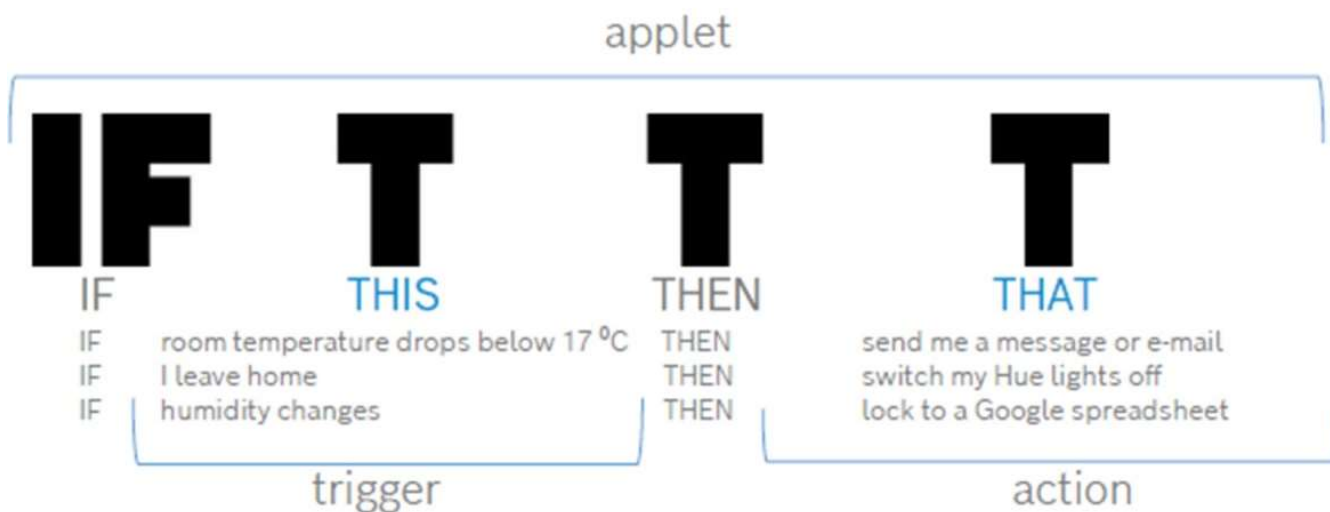 applet
IF T T T
IF THIS THEN THAT
IF room temperature drops below 17 ⁰C THEN send me a message or e-mail
IF I leave home THEN switch my Hue lights off
IF humidity changes THEN lock to a Google spreadsheet
trigger action